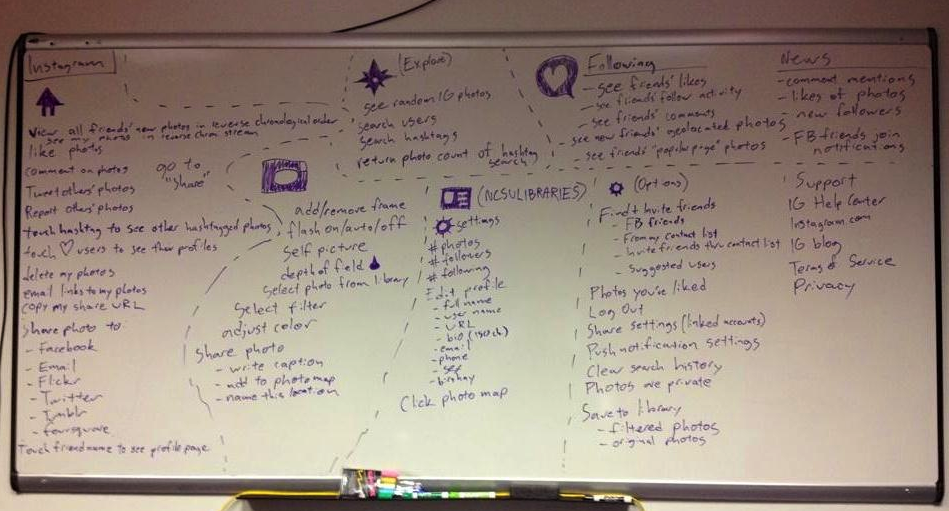 Instagram
View all friends' new photos in reverse chronological order
see my photos in reverse chron. stream
like photos
comment on photos
Tweet others' photos
Report others' photos
touch hashtag to see other hashtagged photos
touch ♡ users to see their profiles
delete my photos
email links to my photos
copy my share URL
Share photo to:
- Facebook
- Email
- Flickr
- Twitter
- Tumblr
- foursquare
Touch friend name to see profile page
go to
"share"
(Explore)
see random IG photos
search users
search hashtags
return photo count of hashtag
search
add/remove frame
flash on/auto/off
Self picture
depth of field
select photo from library
Select filter
adjust color
Share photo
- write caption
- add to photo map
- name this location
(NCSULIBRARIES)
settings
# photos
# followers
# following
Edit profile
- full name
- user name
- URL
- bio (150 ch)
- email
- phone
- sex
- birthday
Click photo map
Following
- see friends' likes
- see friends' follow activity
- see friends' comments
- see new friends' geolocated photos
- see friends' "popular page" photos
(Options)
Find + Invite friends
- FB friends
- From my contact list
- Invite friends thru contact list
- Suggested users
Photos you've liked
Log Out
Share settings (linked accounts)
Push notification settings
Clear search history
Photos are private
Save to library
- filtered photos
- original photos
News
- comment mentions
- likes of photos
- new followers
- FB friends join
notifications
Support
IG Help Center
Instagram.com
IG blog
Terms of Service
Privacy